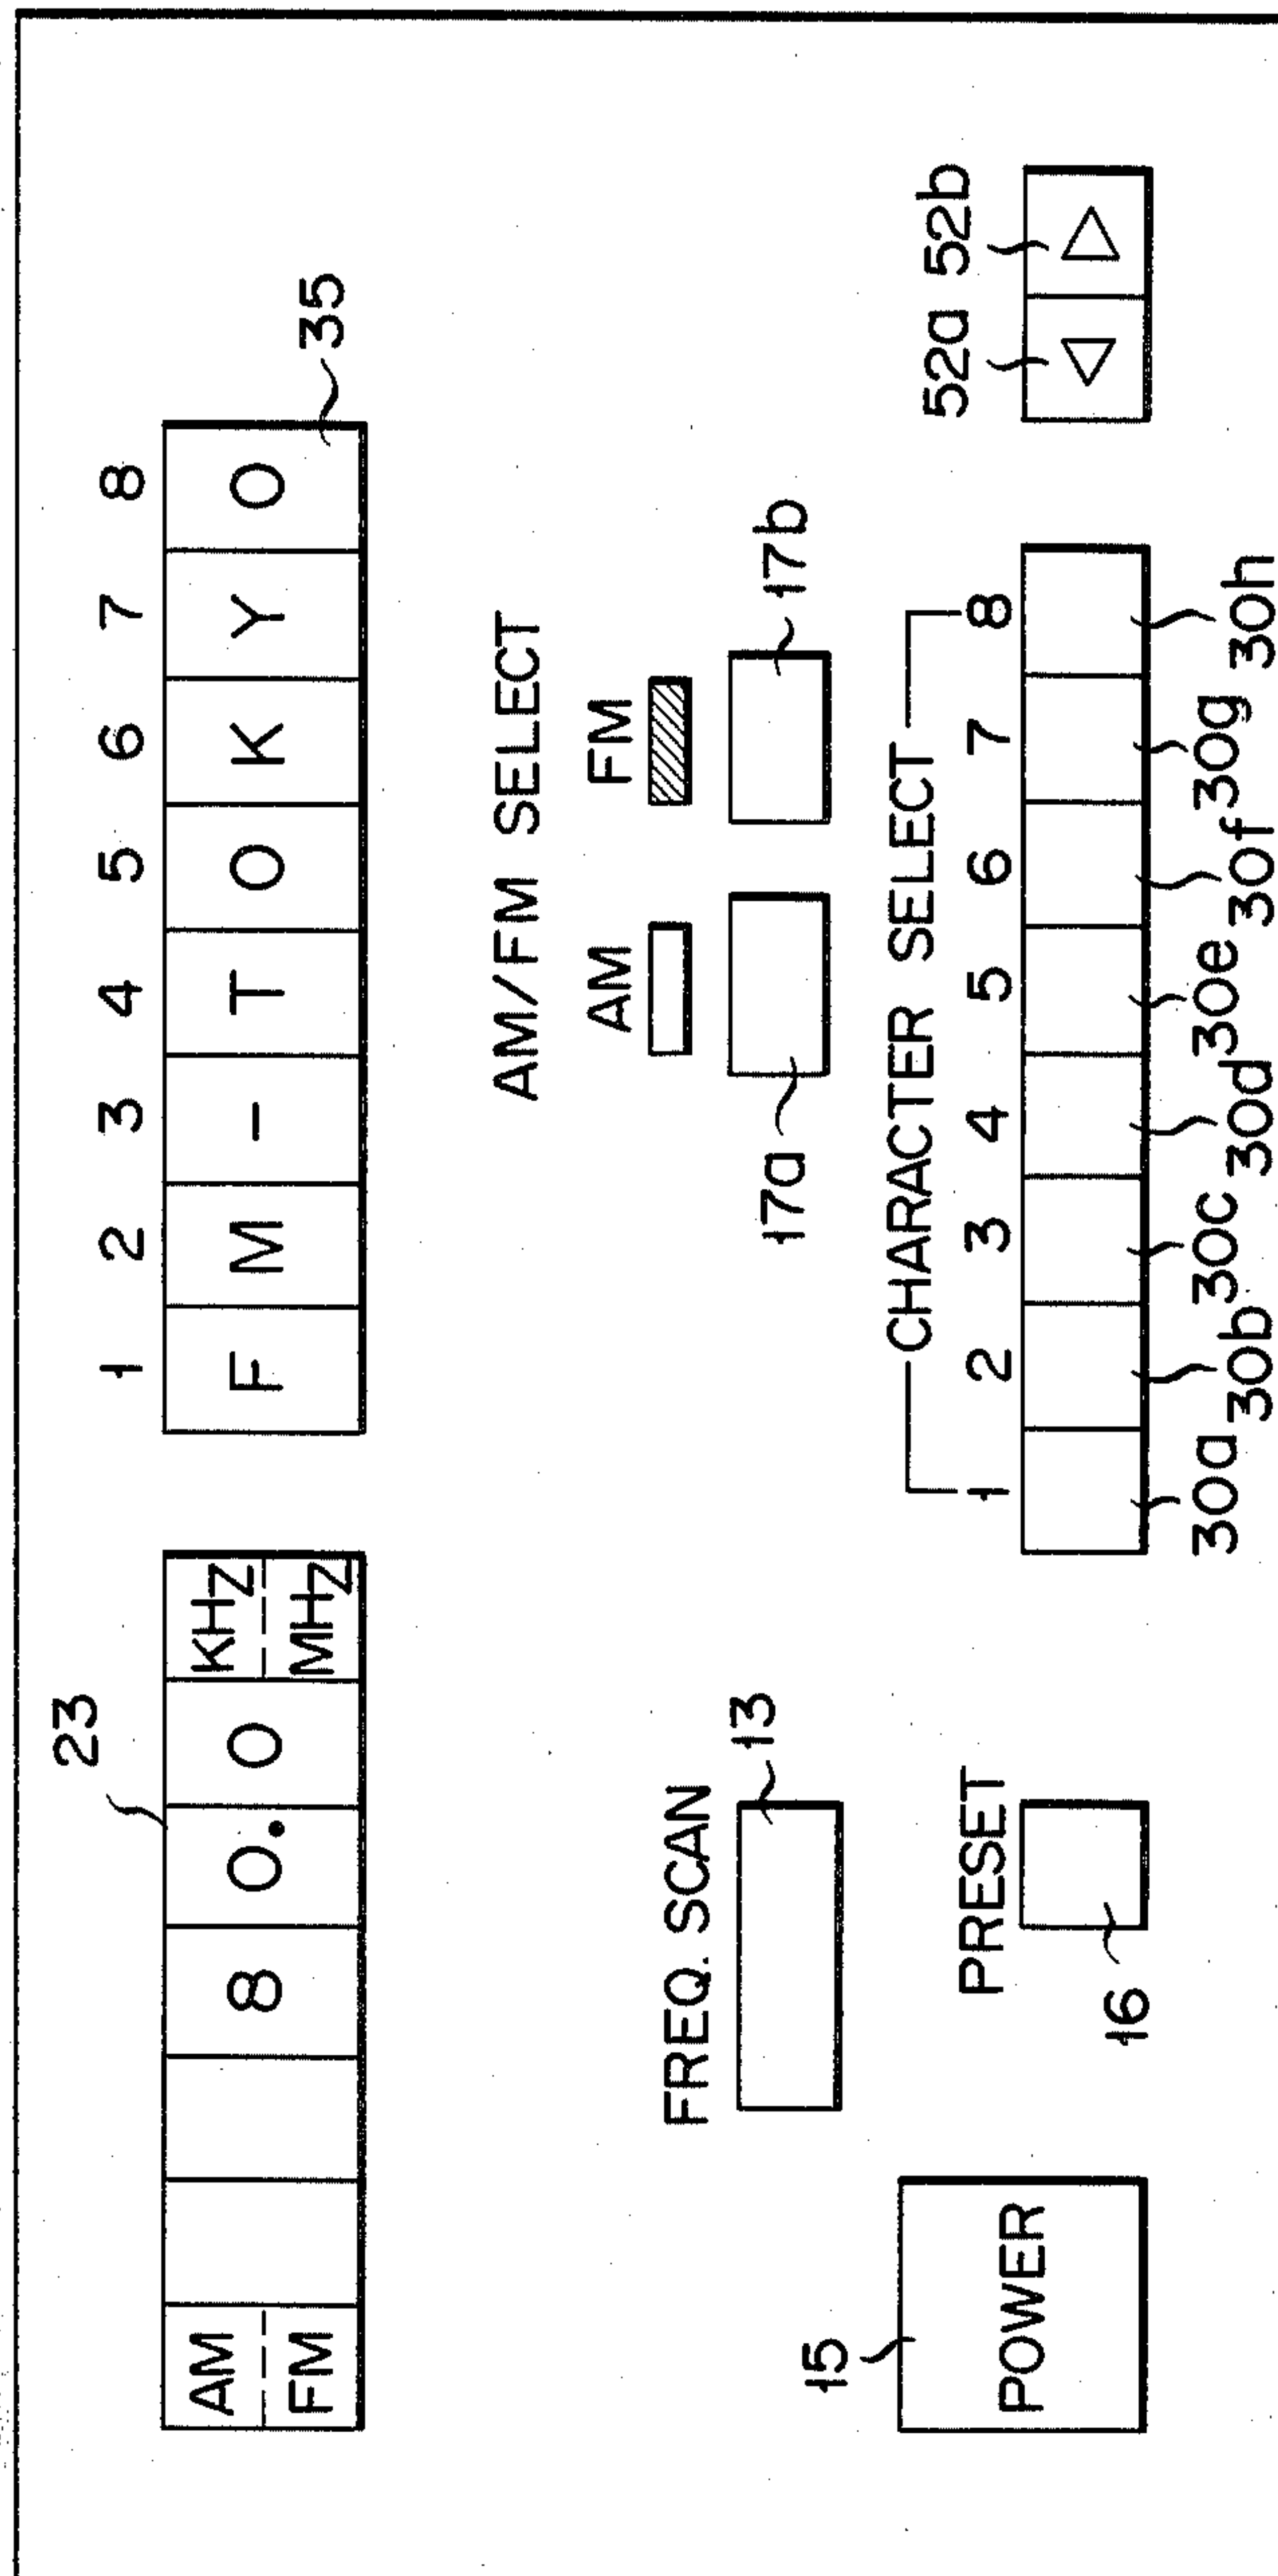 23
1 2 3 4 5 6 7 8
AM FM 8 0. 0 KHz MHz
F M - T O K Y O
35
AM/FM SELECT
AM FM
17a 17b
FREQ. SCAN
13
15
POWER
PRESET
16
CHARACTER SELECT
1 2 3 4 5 6 7 8
30a 30b 30c 30d 30e 30f 30g 30h
52a 52b